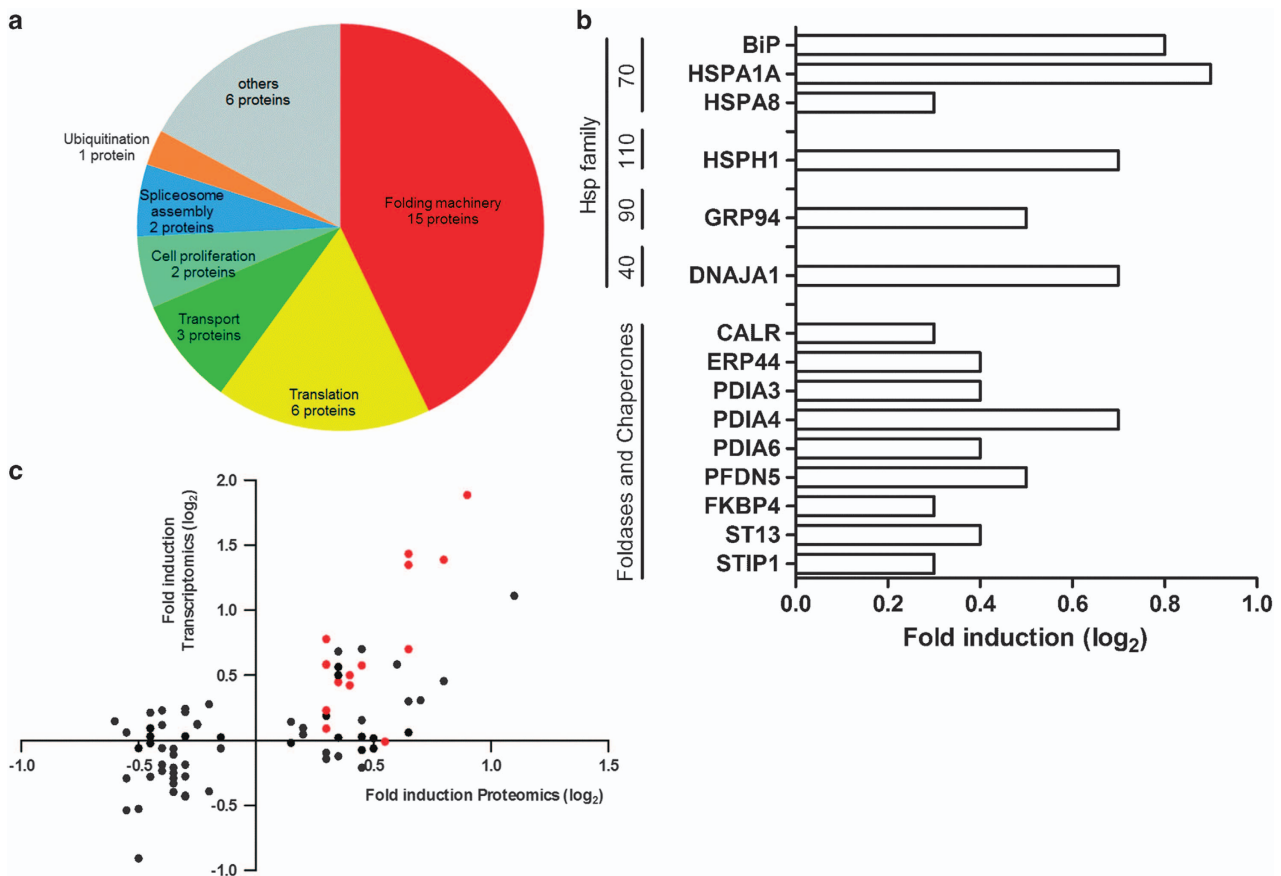 a
others
6 proteins
Ubiquitination
1 protein
Spliceosome
assembly
2 proteins
Cell proliferation
2 proteins
Transport
3 proteins
Translation
6 proteins
Folding machinery
15 proteins
b
Hsp family
70
110
90
40
Foldases and Chaperones
BiP
HSPA1A
HSPA8
HSPH1
GRP94
DNAJA1
CALR
ERP44
PDIA3
PDIA4
PDIA6
PFDN5
FKBP4
ST13
STIP1
0.0 0.2 0.4 0.6 0.8 1.0
Fold induction (log2)
c
Fold induction
Transcriptomics (log2)
2.0
1.5
1.0
0.5
-0.5
-1.0
-1.0 -0.5 0.5 1.0 1.5
Fold induction Proteomics (log2)